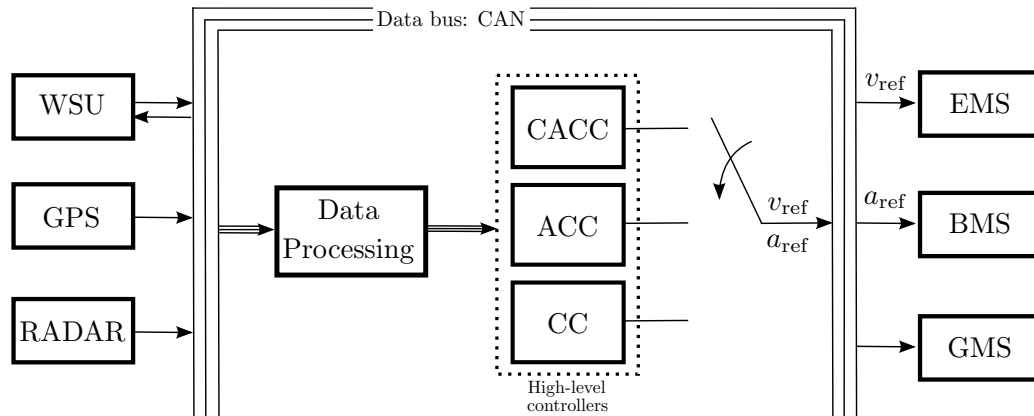 Data bus: CAN
WSU
GPS
RADAR
Data
Processing
CACC
ACC
CC
High-level
controllers
v_ref
a_ref
v_ref
EMS
a_ref
BMS
GMS